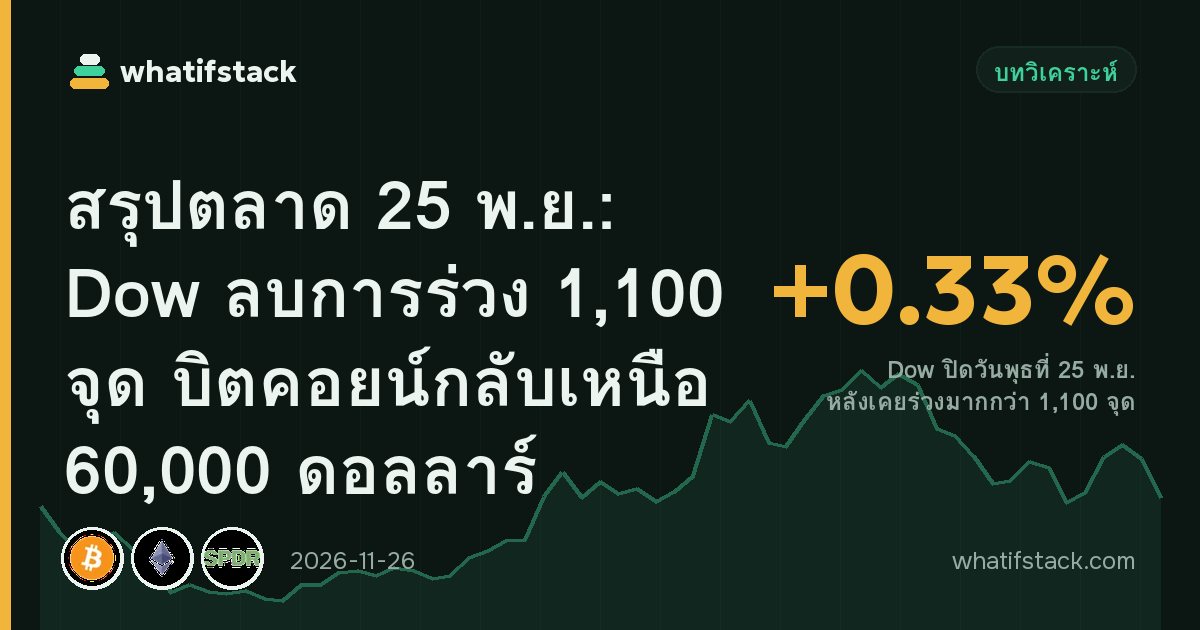 whatifstack
บทวิเคราะห์
สรุปตลาด 25 พ.ย.:
Dow ลบการร่วง 1,100
จุด บิตคอยน์กลับเหนือ
60,000 ดอลลาร์
+0.33%
Dow ปิดวันพุธที่ 25 พ.ย.
หลังเคยร่วงมากกว่า 1,100 จุด
SPDR
2026-11-26
whatifstack.com